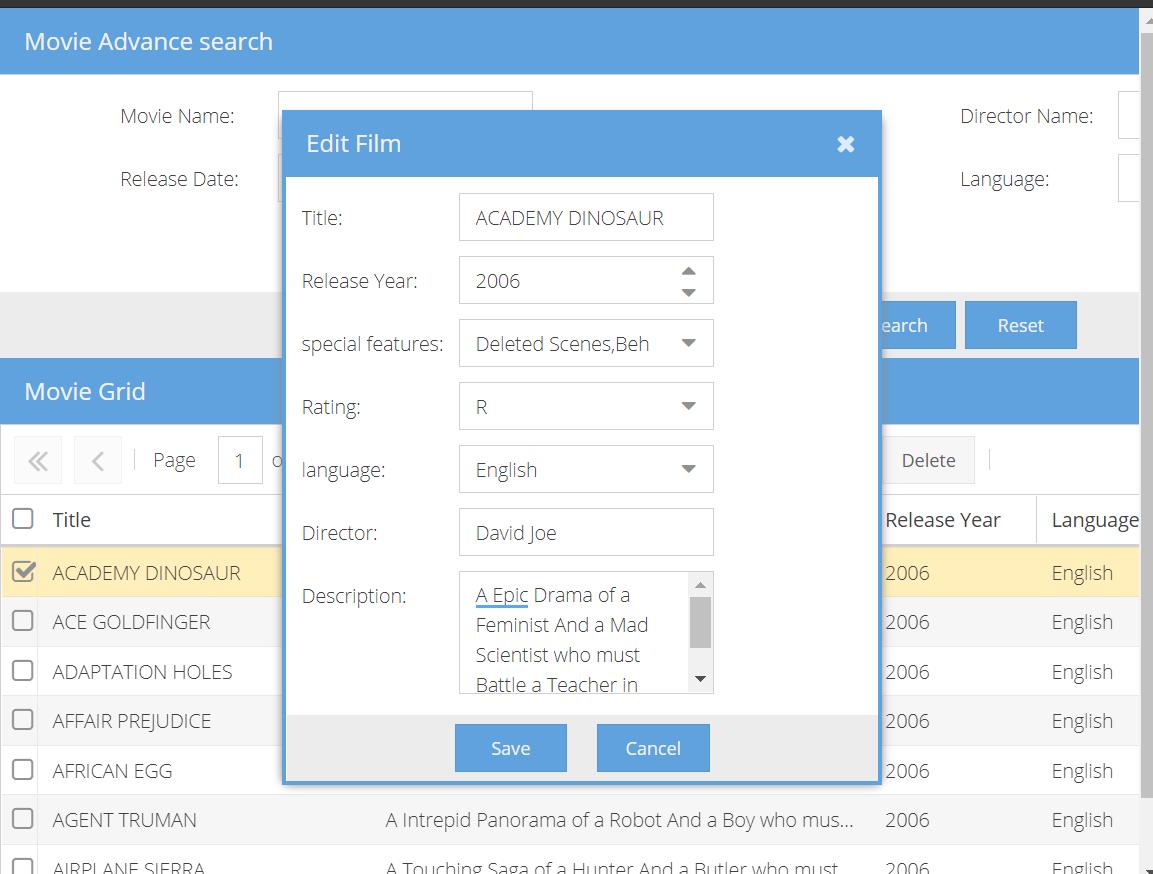 Movie Advance search
Movie Name:
Director Name:
Release Date:
Language:
Reset
Movie Grid
Page 1
Delete
Title
Release Year
Language
ACADEMY DINOSAUR
2006
English
ACE GOLDFINGER
2006
English
ADAPTATION HOLES
2006
English
AFFAIR PREJUDICE
2006
English
AFRICAN EGG
2006
English
AGENT TRUMAN
A Intrepid Panorama of a Robot And a Boy who mus...
2006
English
AIRPLANE SIERRA
A Touching Saga of a Hunter And a Butler who must
2006
English
Edit Film
Title:
ACADEMY DINOSAUR
Release Year:
2006
special features:
Deleted Scenes,Beh
Rating:
R
language:
English
Director:
David Joe
Description:
A Epic Drama of a
Feminist And a Mad
Scientist who must
Battle a Teacher in
Save
Cancel